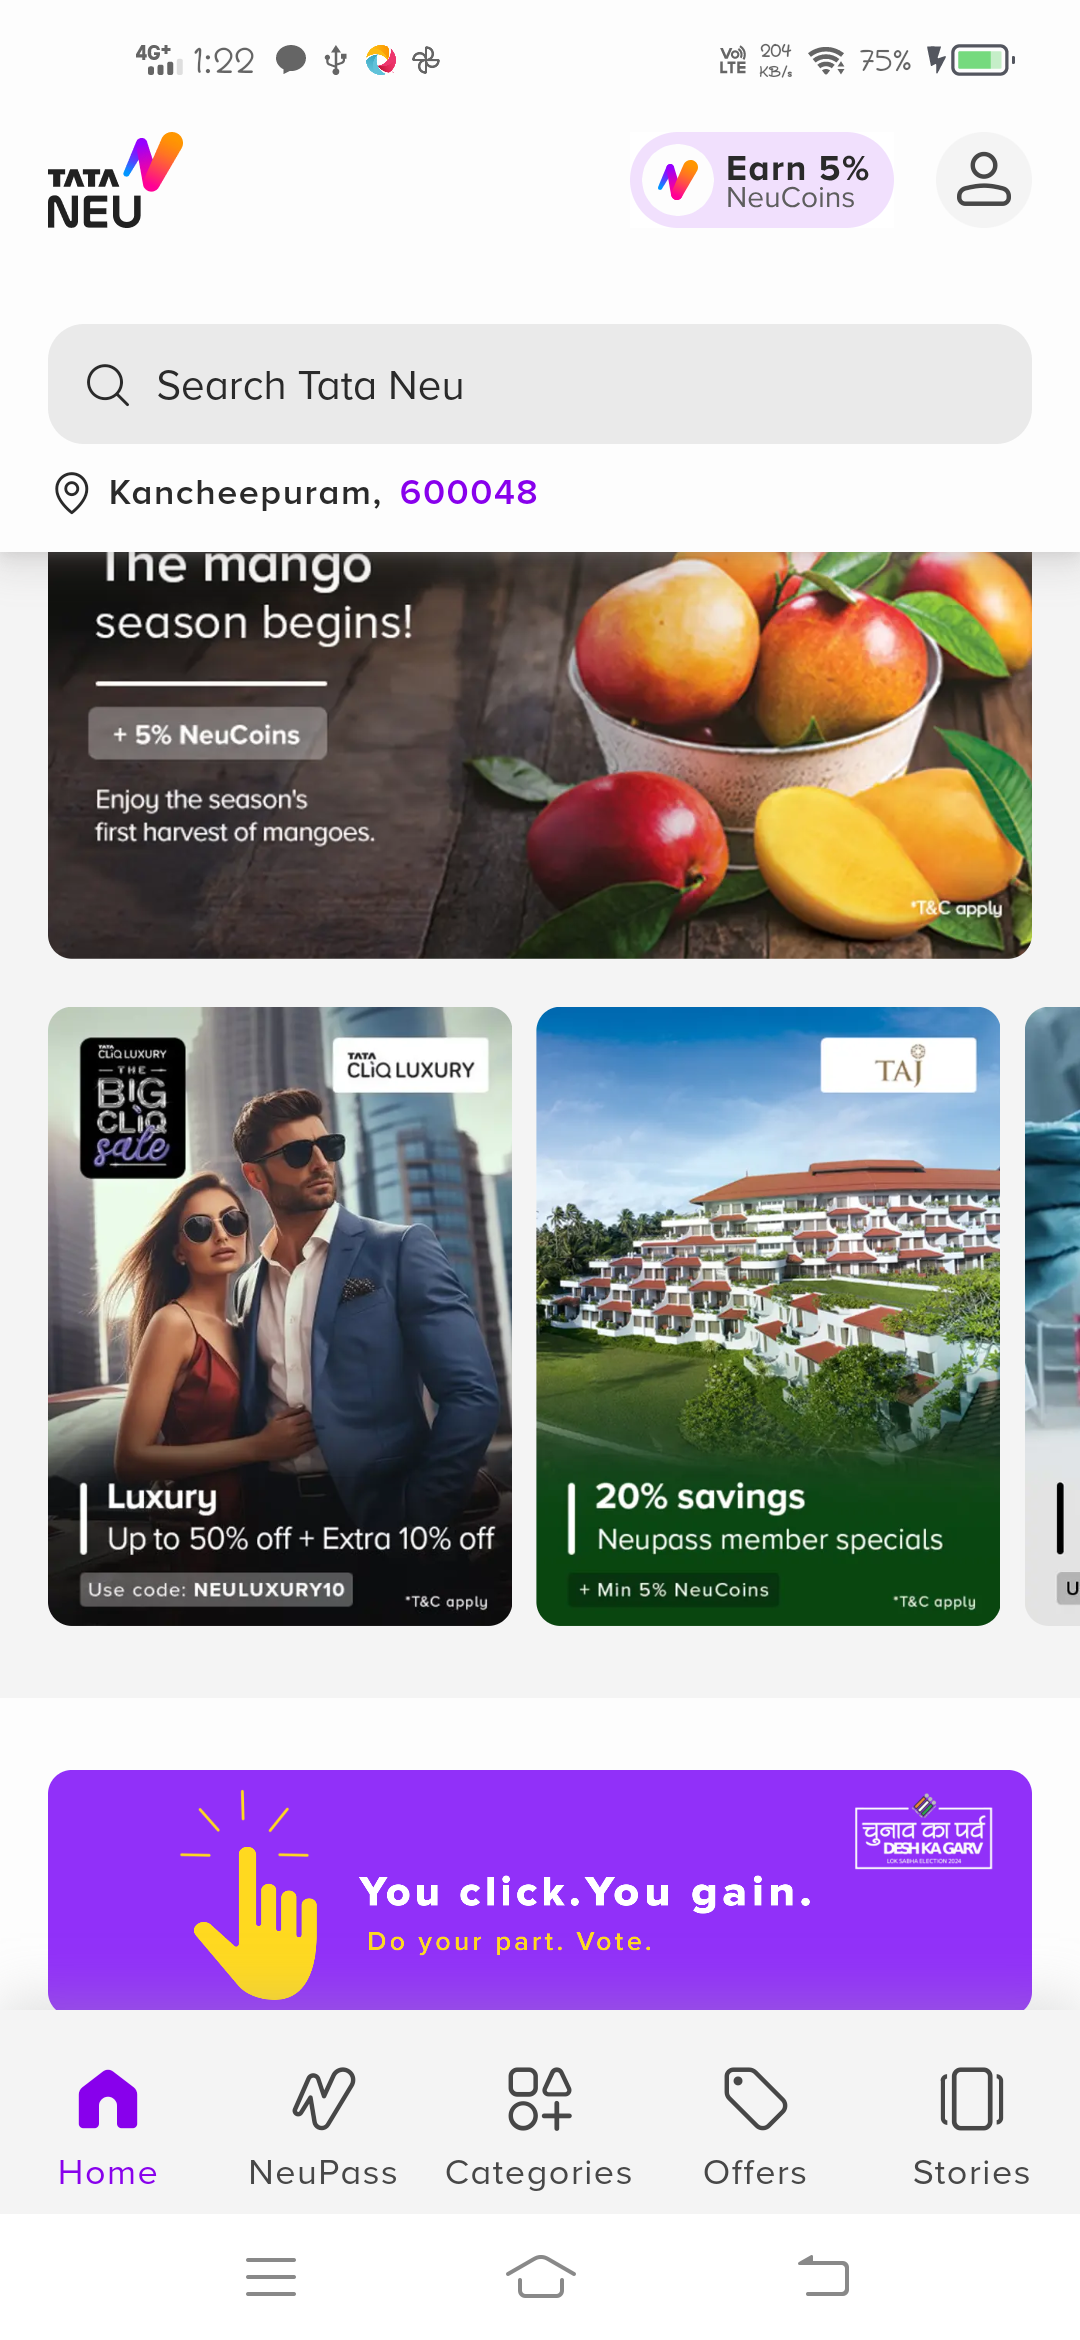 4G+ 1:22 Vo)) LTE 204 KB/s 75%
TATA
NEU
Earn 5%
NeuCoins
Search Tata Neu
Kancheepuram, 600048
The mango
season begins!
+ 5% NeuCoins
Enjoy the season's
first harvest of mangoes.
*T&C apply
TATA
CLiQ LUXURY
THE
BIG
CLiQ
sale
TATA
CLiQ LUXURY
Luxury
Up to 50% off + Extra 10% off
Use code: NEULUXURY10
*T&C apply
TAJ
20% savings
Neupass member specials
+ Min 5% NeuCoins
*T&C apply
U
चुनाव का पर्व
DESH KA GARV
LOK SABHA ELECTION 2024
You click.You gain.
Do your part. Vote.
Home
NeuPass
Categories
Offers
Stories